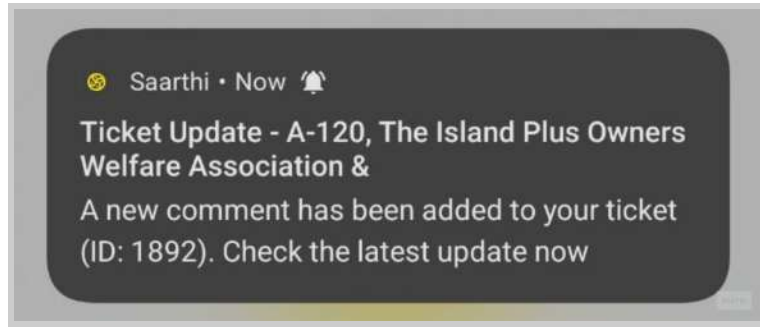 Saarthi • Now
Ticket Update - A-120, The Island Plus Owners
Welfare Association &
A new comment has been added to your ticket
(ID: 1892). Check the latest update now